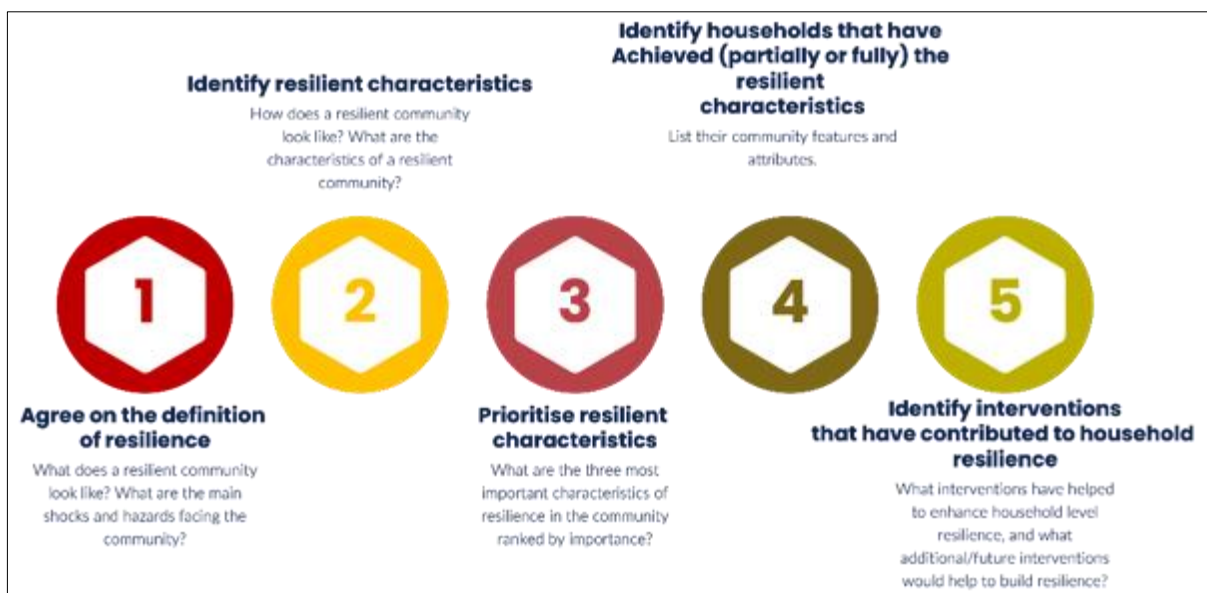 Agree on the definition
of resilience
What does a resilient community
look like? What are the main
shocks and hazards facing the
community?
1
Identify resilient characteristics
How does a resilient community
look like? What are the
characteristics of a resilient
community?
2
3
Prioritise resilient
characteristics
What are the three most
important characteristics of
resilience in the community
ranked by importance?
Identify households that have
Achieved (partially or fully) the
resilient
characteristics
List their community features and
attributes.
4
5
Identify interventions
that have contributed to household
resilience
What interventions have helped
to enhance household level
resilience, and what
additional/future interventions
would help to build resilience?